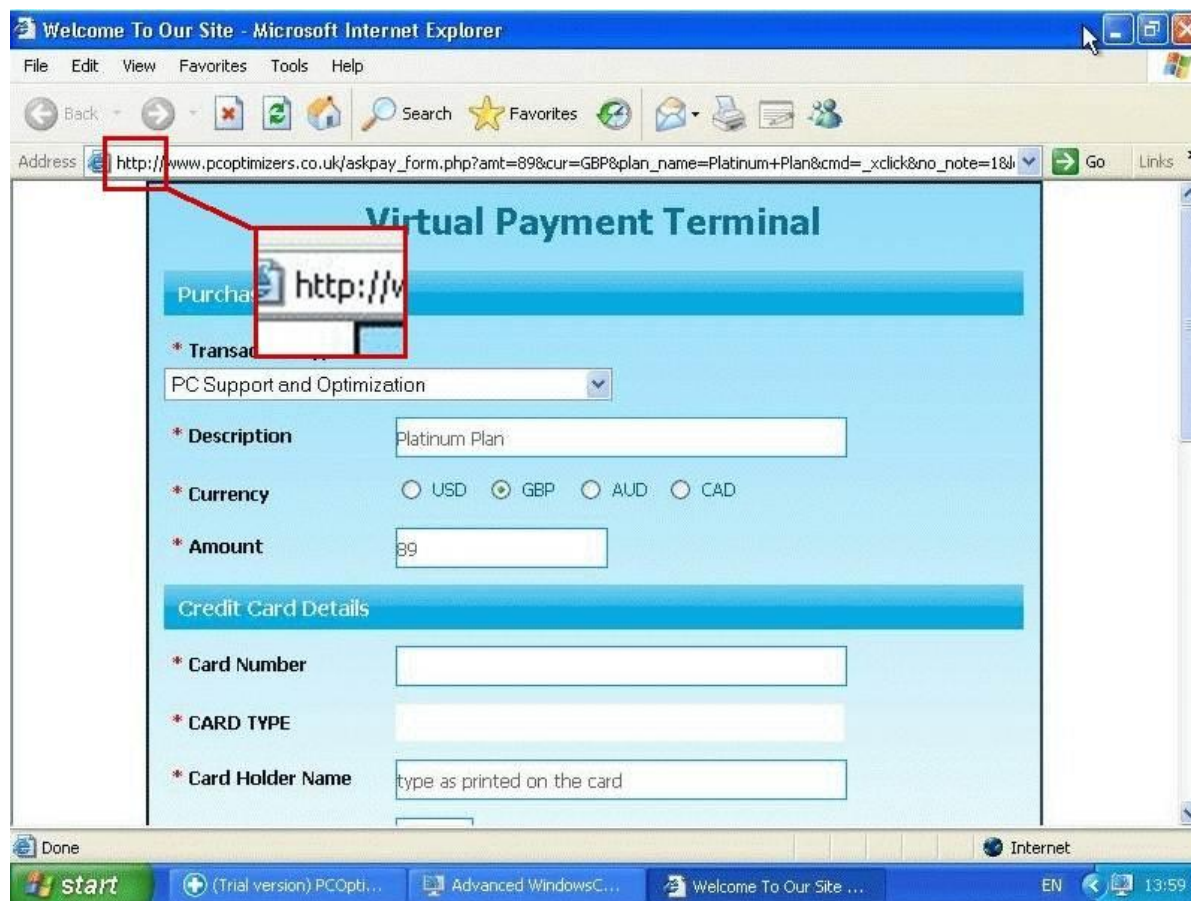 Welcome To Our Site - Microsoft Internet Explorer
File Edit View Favorites Tools Help
Back Search Favorites
Address http://www.pcoptimizers.co.uk/askpay_form.php?amt=89&cur=GBP&plan_name=Platinum+Plan&cmd=_xclick&no_note=1& Go Links
Virtual Payment Terminal
http://
* PC Support and Optimization
* Description Platinum Plan
* Currency USD GBP AUD CAD
* Amount 89
Credit Card Details
* Card Number
* CARD TYPE
* Card Holder Name type as printed on the card
Done Internet
start (Trial version) PCOpti... Advanced WindowsC... Welcome To Our Site ... EN 13:59